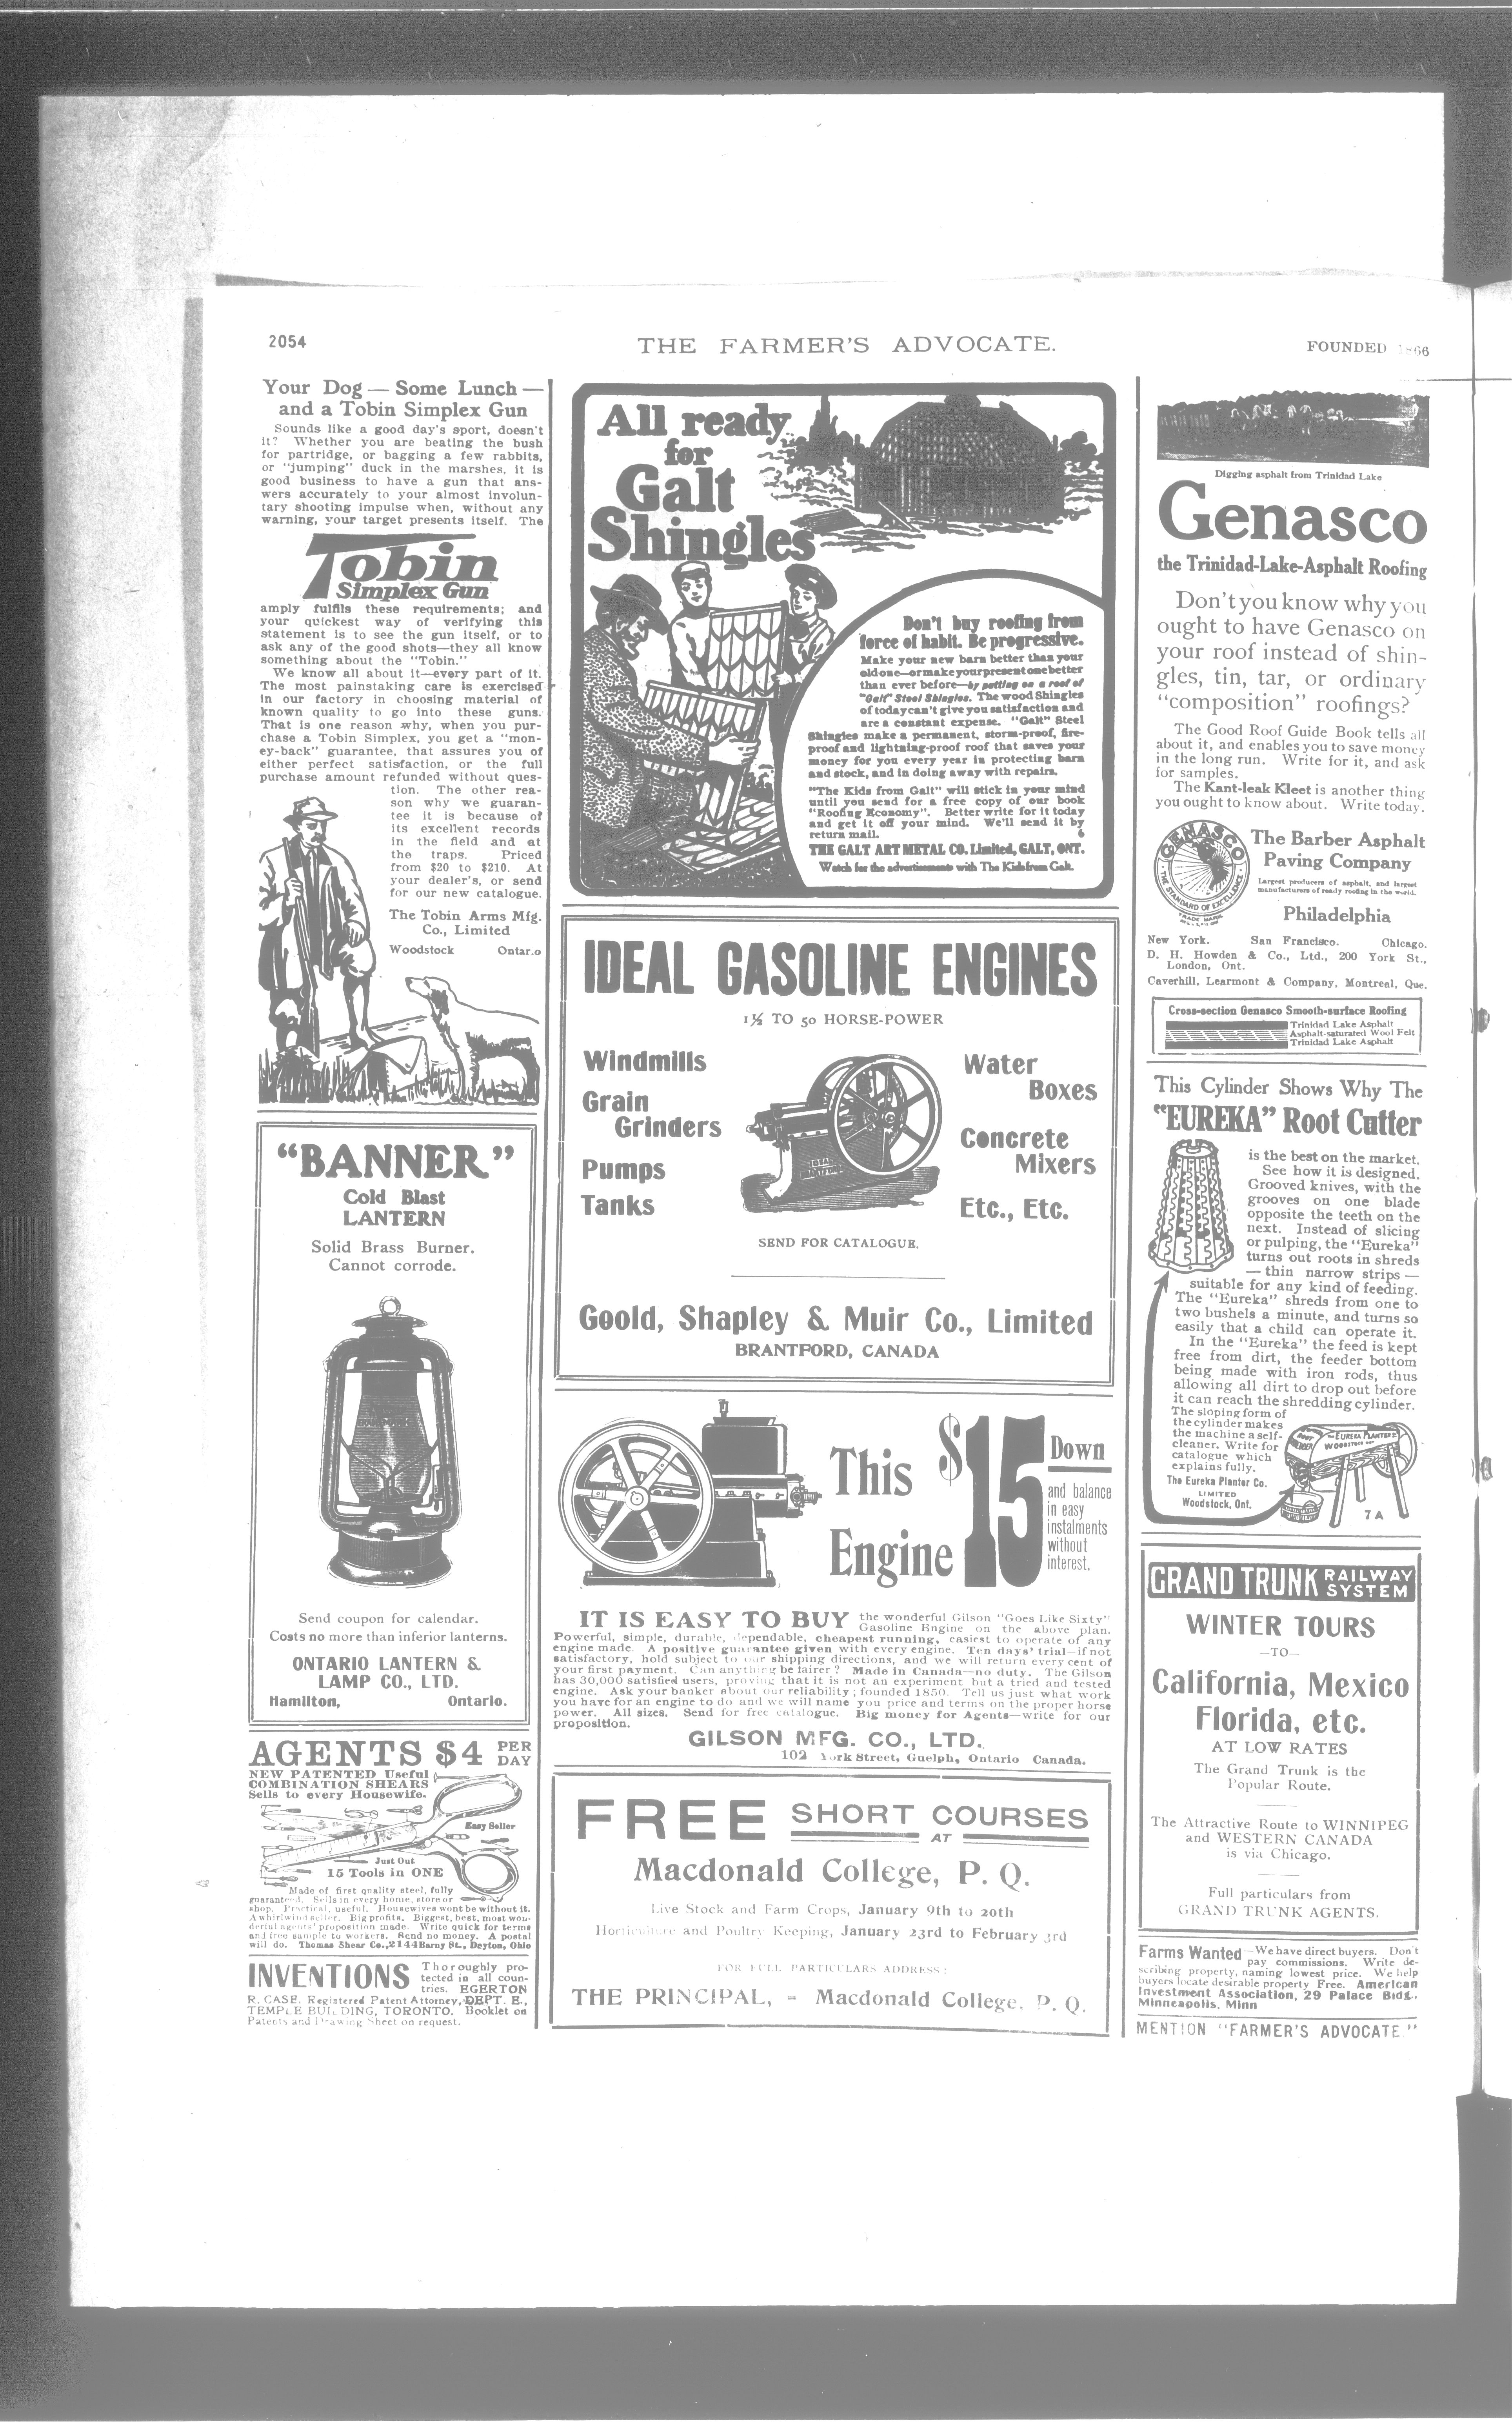 2054
THE FARMER'S ADVOCATE.
FOUNDED 1866
Your Dog — Some Lunch —
and a Tobin Simplex Gun
Sounds like a good day's sport, doesn't
it? Whether you are beating the bush
for partridge, or bagging a few rabbits,
or "jumping" duck in the marshes, it is
good business to have a gun that ans-
wers accurately to your almost involun-
tary shooting impulse when, without any
warning, your target presents itself. The
Tobin
Simplex Gun
amply fulfils these requirements; and
your quickest way of verifying this
statement is to see the gun itself, or to
ask any of the good shots—they all know
something about the "Tobin."
We know all about it—every part of it.
The most painstaking care is exercised
in our factory in choosing material of
known quality to go into these guns.
That is one reason why, when you pur-
chase a Tobin Simplex, you get a "mon-
ey-back" guarantee, that assures you of
either perfect satisfaction, or the full
purchase amount refunded without ques-
tion. The other rea-
son why we guaran-
tee it is because of
its excellent records
in the field and at
the traps. Priced
from $20 to $210. At
your dealer's, or send
for our new catalogue.
The Tobin Arms Mfg.
Co., Limited
Woodstock Ontario
"BANNER"
Cold Blast
LANTERN
Solid Brass Burner.
Cannot corrode.
Send coupon for calendar.
Costs no more than inferior lanterns.
ONTARIO LANTERN &
LAMP CO., LTD.
Hamilton, Ontario.
AGENTS $4 PER DAY
NEW PATENTED Useful
COMBINATION SHEARS
Sells to every Housewife.
Easy Seller
Just Out
15 Tools in ONE
Made of first quality steel, fully
guaranteed. Sells in every home, store or
shop. Practical, useful. Housewives wont be without it.
A whirlwind seller. Big profits. Biggest, best, most won-
derful agents' proposition made. Write quick for terms
and free sample to workers. Send no money. A postal
will do. Thomas Shear Co., 2144 Barny St., Dayton, Ohio
INVENTIONS Thoroughly pro-
tected in all coun-
tries. EGERTON
R. CASE, Registered Patent Attorney, DEPT. E.,
TEMPLE BUILDING, TORONTO. Booklet on
Patents and Drawing Sheet on request.
All ready
for
Galt
Shingles
Don't buy roofing from
force of habit. Be progressive.
Make your new barn better than your
old one—or make your present one better
than ever before—by putting on a roof of
"Galt" Steel Shingles. The wood Shingles
of today can't give you satisfaction and
are a constant expense. "Galt" Steel
Shingles make a permanent, storm-proof, fire-
proof and lightning-proof roof that saves your
money for you every year in protecting barn
and stock, and in doing away with repairs.
"The Kids from Galt" will stick in your mind
until you send for a free copy of our book
"Roofing Economy". Better write for it today
and get it off your mind. We'll send it by
return mail. 6
THE GALT ART METAL CO. Limited, GALT, ONT.
Watch for the advertisements with The Kids from Galt.
IDEAL GASOLINE ENGINES
1½ TO 50 HORSE-POWER
Windmills
Grain
Grinders
Pumps
Tanks
Water
Boxes
Concrete
Mixers
Etc., Etc.
SEND FOR CATALOGUE.
Goold, Shapley & Muir Co., Limited
BRANTFORD, CANADA
This
Engine
$15
Down
and balance
in easy
instalments
without
interest.
IT IS EASY TO BUY the wonderful Gilson "Goes Like Sixty"
Gasoline Engine on the above plan.
Powerful, simple, durable, dependable, cheapest running, easiest to operate of any
engine made. A positive guarantee given with every engine. Ten days' trial—if not
satisfactory, hold subject to our shipping directions, and we will return every cent of
your first payment. Can anything be fairer? Made in Canada—no duty. The Gilson
has 30,000 satisfied users, proving that it is not an experiment but a tried and tested
engine. Ask your banker about our reliability; founded 1850. Tell us just what work
you have for an engine to do and we will name you price and terms on the proper horse
power. All sizes. Send for free catalogue. Big money for Agents—write for our
proposition.
GILSON MFG. CO., LTD.
102 York Street, Guelph, Ontario Canada.
FREE SHORT COURSES
AT
Macdonald College, P. Q.
Live Stock and Farm Crops, January 9th to 20th
Horticulture and Poultry Keeping, January 23rd to February 3rd
FOR FULL PARTICULARS ADDRESS:
THE PRINCIPAL, - Macdonald College, P. Q.
Digging asphalt from Trinidad Lake
Genasco
the Trinidad-Lake-Asphalt Roofing
Don't you know why you
ought to have Genasco on
your roof instead of shin-
gles, tin, tar, or ordinary
"composition" roofings?
The Good Roof Guide Book tells all
about it, and enables you to save money
in the long run. Write for it, and ask
for samples.
The Kant-leak Kleet is another thing
you ought to know about. Write today.
GENASCO
THE STANDARD OF EXCELLENCE
TRADE MARK
The Barber Asphalt
Paving Company
Largest producers of asphalt, and largest
manufacturers of ready roofing in the world.
Philadelphia
New York. San Francisco. Chicago.
D. H. Howden & Co., Ltd., 200 York St.,
London, Ont.
Caverhill, Learmont & Company, Montreal, Que.
Cross-section Genasco Smooth-surface Roofing
Trinidad Lake Asphalt
Asphalt-saturated Wool Felt
Trinidad Lake Asphalt
This Cylinder Shows Why The
"EUREKA" Root Cutter
is the best on the market.
See how it is designed.
Grooved knives, with the
grooves on one blade
opposite the teeth on the
next. Instead of slicing
or pulping, the "Eureka"
turns out roots in shreds
— thin narrow strips —
suitable for any kind of feeding.
The "Eureka" shreds from one to
two bushels a minute, and turns so
easily that a child can operate it.
In the "Eureka" the feed is kept
free from dirt, the feeder bottom
being made with iron rods, thus
allowing all dirt to drop out before
it can reach the shredding cylinder.
The sloping form of
the cylinder makes
the machine a self-
cleaner. Write for
catalogue which
explains fully.
The Eureka Planter Co.
LIMITED
Woodstock, Ont.
7 A
GRAND TRUNK RAILWAY SYSTEM
WINTER TOURS
—TO—
California, Mexico
Florida, etc.
AT LOW RATES
The Grand Trunk is the
Popular Route.
The Attractive Route to WINNIPEG
and WESTERN CANADA
is via Chicago.
Full particulars from
GRAND TRUNK AGENTS.
Farms Wanted—We have direct buyers. Don't
pay commissions. Write de-
scribing property, naming lowest price. We help
buyers locate desirable property Free. American
Investment Association, 29 Palace Bldg.,
Minneapolis, Minn
MENTION "FARMER'S ADVOCATE."